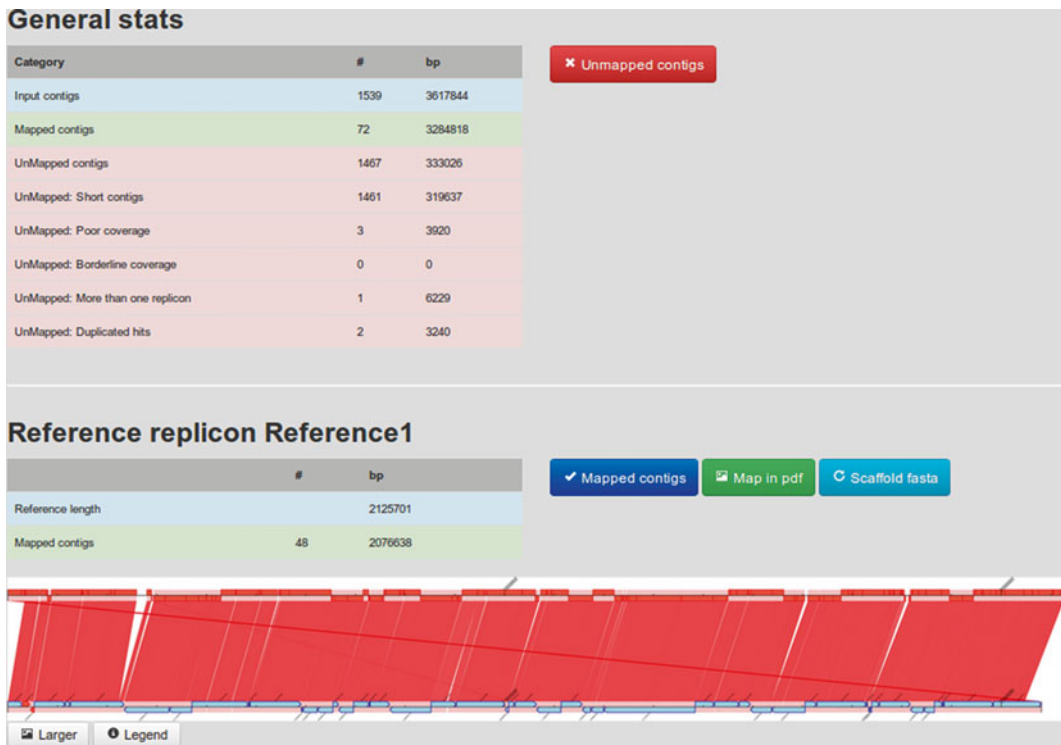 General stats
Category # bp
Input contigs 1539 3617844
Mapped contigs 72 3284818
UnMapped contigs 1467 333026
UnMapped: Short contigs 1461 319637
UnMapped: Poor coverage 3 3920
UnMapped: Borderline coverage 0 0
UnMapped: More than one replicon 1 6229
UnMapped: Duplicated hits 2 3240
Unmapped contigs
Reference replicon Reference1
# bp
Reference length 2125701
Mapped contigs 48 2076638
Mapped contigs
Map in pdf
Scaffold fasta
Larger
Legend